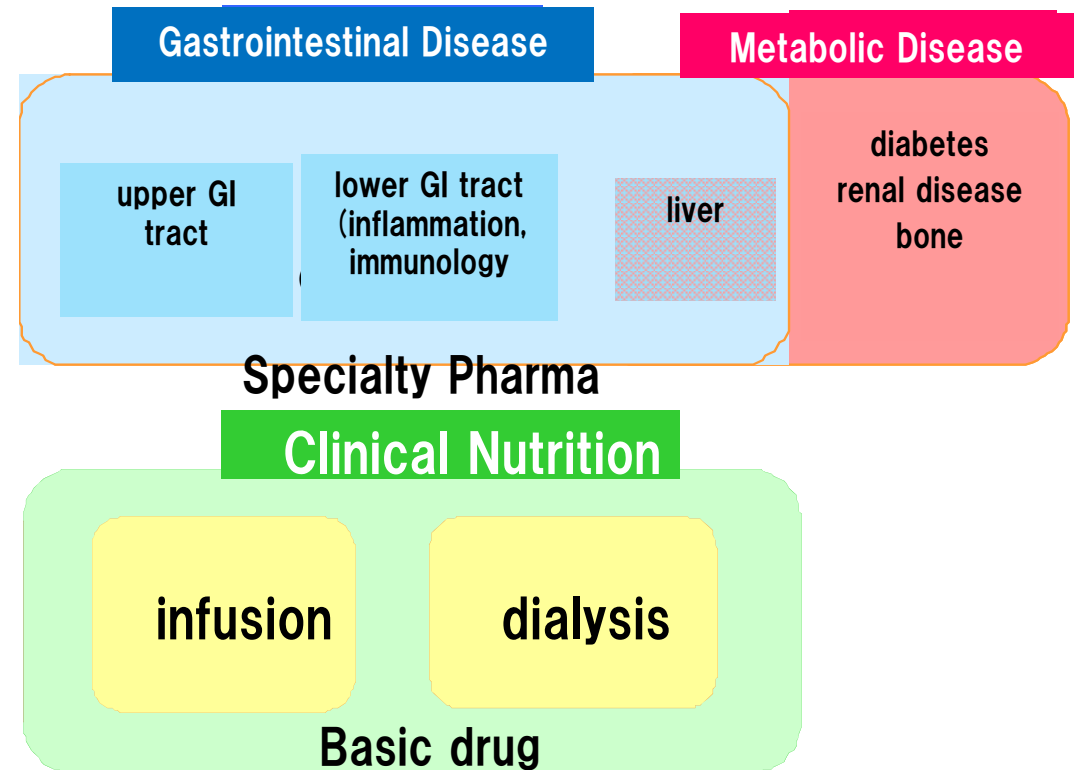 Gastrointestinal Disease
Metabolic Disease
upper GI
tract
lower GI tract
(inflammation,
immunology
liver
diabetes
renal disease
bone
Specialty Pharma
Clinical Nutrition
infusion
dialysis
Basic drug